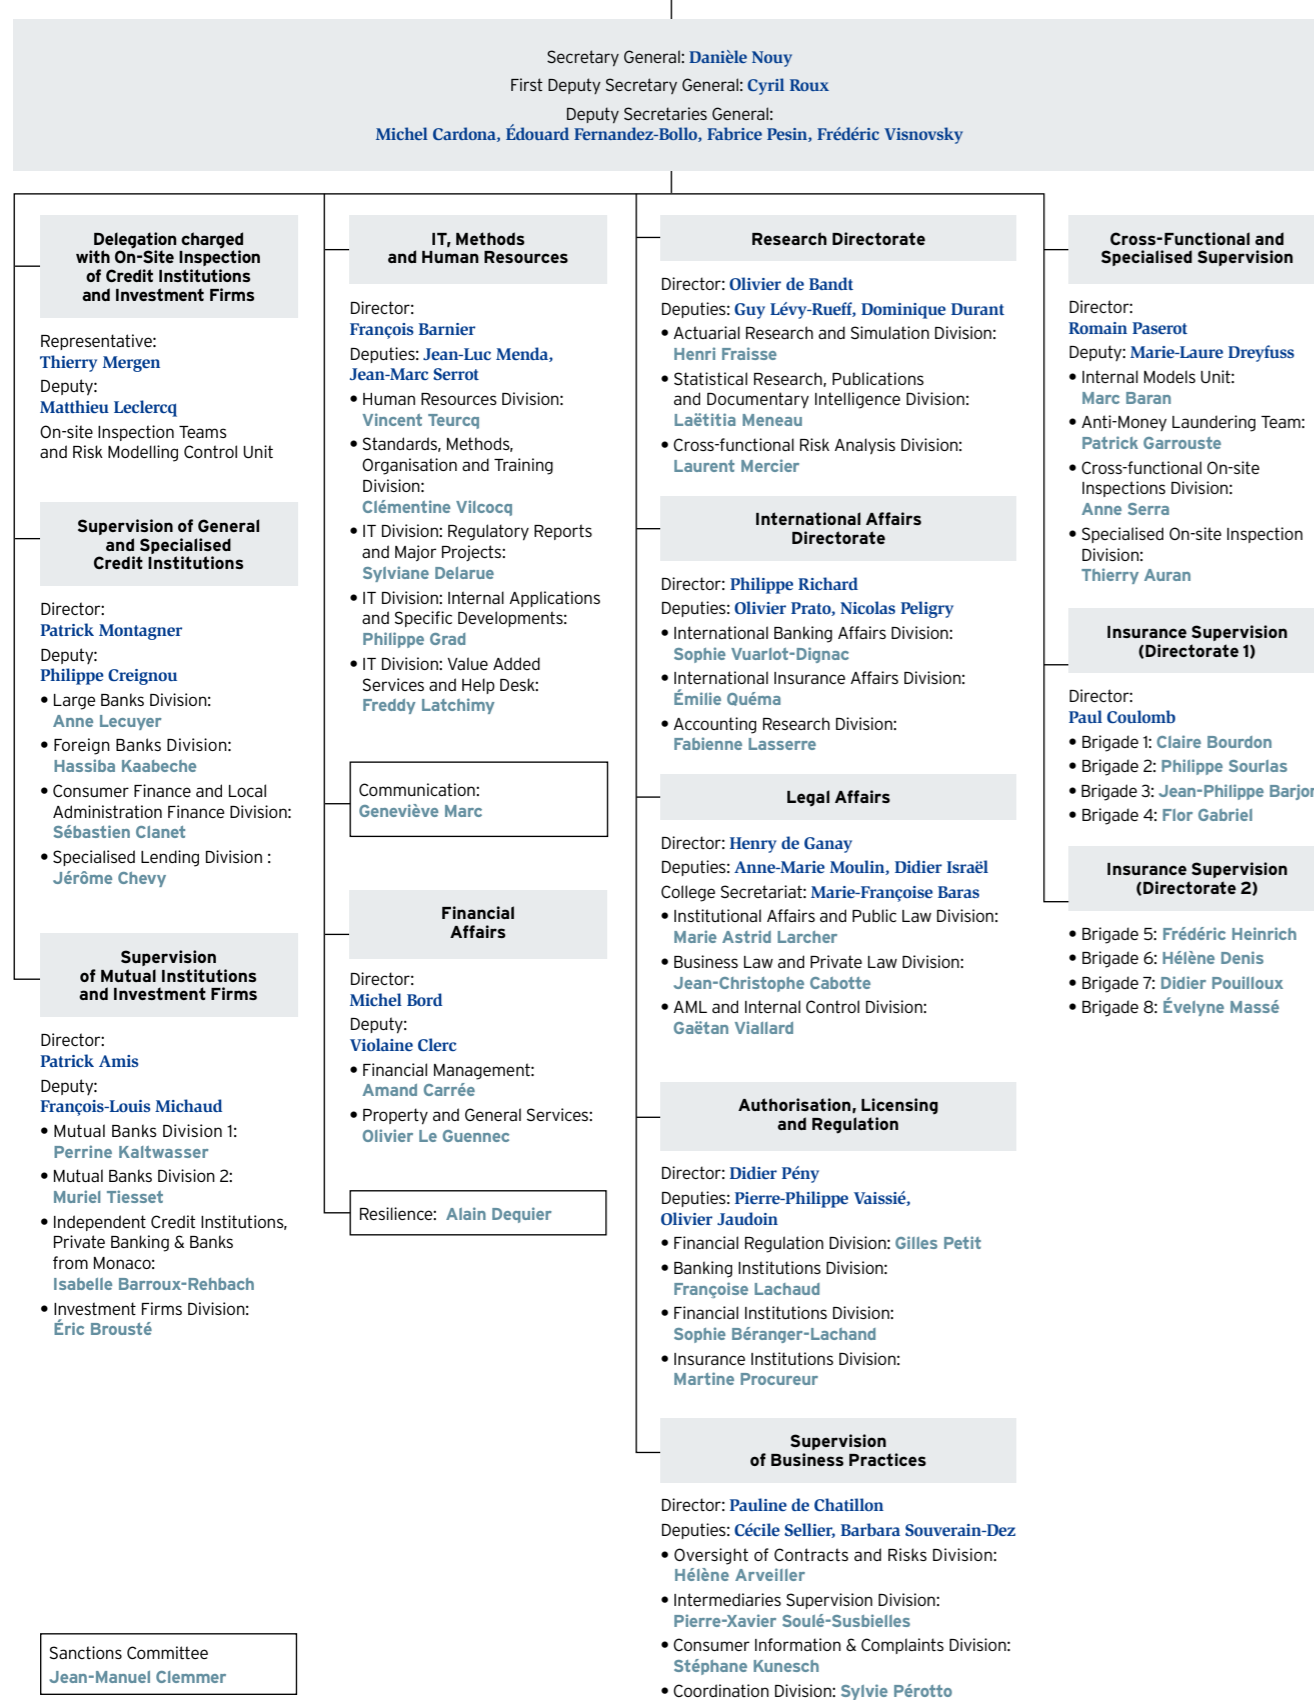 Secretary General: Danièle Nouy
First Deputy Secretary General: Cyril Roux
Deputy Secretaries General:
Michel Cardona, Édouard Fernandez-Bollo, Fabrice Pesin, Frédéric Visnovsky
Delegation charged
with On-Site Inspection
of Credit Institutions
and Investment Firms
Representative:
Thierry Mergen
Deputy:
Matthieu Leclercq
On-site Inspection Teams
and Risk Modelling Control Unit
Supervision of General
and Specialised
Credit Institutions
Director:
Patrick Montagner
Deputy:
Philippe Creignou
• Large Banks Division:
Anne Lecuyer
• Foreign Banks Division:
Hassiba Kaabeche
• Consumer Finance and Local
Administration Finance Division:
Sébastien Clanet
• Specialised Lending Division :
Jérôme Chevy
Supervision
of Mutual Institutions
and Investment Firms
Director:
Patrick Amis
Deputy:
François-Louis Michaud
• Mutual Banks Division 1:
Perrine Kaltwasser
• Mutual Banks Division 2:
Muriel Tiesset
• Independent Credit Institutions,
Private Banking & Banks
from Monaco:
Isabelle Barroux-Rehbach
• Investment Firms Division:
Éric Brousté
Sanctions Committee
Jean-Manuel Clemmer
IT, Methods
and Human Resources
Director:
François Barnier
Deputies: Jean-Luc Menda,
Jean-Marc Serrot
• Human Resources Division:
Vincent Teurcq
• Standards, Methods,
Organisation and Training
Division:
Clémentine Vilcocq
• IT Division: Regulatory Reports
and Major Projects:
Sylviane Delarue
• IT Division: Internal Applications
and Specific Developments:
Philippe Grad
• IT Division: Value Added
Services and Help Desk:
Freddy Latchimy
Communication:
Geneviève Marc
Financial
Affairs
Director:
Michel Bord
Deputy:
Violaine Clerc
• Financial Management:
Amand Carrée
• Property and General Services:
Olivier Le Guennec
Resilience: Alain Dequier
Research Directorate
Director: Olivier de Bandt
Deputies: Guy Lévy-Rueff, Dominique Durant
• Actuarial Research and Simulation Division:
Henri Fraisse
• Statistical Research, Publications
and Documentary Intelligence Division:
Laëtitia Meneau
• Cross-functional Risk Analysis Division:
Laurent Mercier
International Affairs
Directorate
Director: Philippe Richard
Deputies: Olivier Prato, Nicolas Peligry
• International Banking Affairs Division:
Sophie Vuarlot-Dignac
• International Insurance Affairs Division:
Émilie Quéma
• Accounting Research Division:
Fabienne Lasserre
Legal Affairs
Director: Henry de Ganay
Deputies: Anne-Marie Moulin, Didier Israël
College Secretariat: Marie-Françoise Baras
• Institutional Affairs and Public Law Division:
Marie Astrid Larcher
• Business Law and Private Law Division:
Jean-Christophe Cabotte
• AML and Internal Control Division:
Gaëtan Viallard
Authorisation, Licensing
and Regulation
Director: Didier Pény
Deputies: Pierre-Philippe Vaissié,
Olivier Jaudoin
• Financial Regulation Division: Gilles Petit
• Banking Institutions Division:
Françoise Lachaud
• Financial Institutions Division:
Sophie Béranger-Lachand
• Insurance Institutions Division:
Martine Procureur
Supervision
of Business Practices
Director: Pauline de Chatillon
Deputies: Cécile Sellier, Barbara Souverain-Dez
• Oversight of Contracts and Risks Division:
Hélène Arveiller
• Intermediaries Supervision Division:
Pierre-Xavier Soulé-Susbielles
• Consumer Information & Complaints Division:
Stéphane Kunesch
• Coordination Division: Sylvie Pérotto
Cross-Functional and
Specialised Supervision
Director:
Romain Paserot
Deputy: Marie-Laure Dreyfuss
• Internal Models Unit:
Marc Baran
• Anti-Money Laundering Team:
Patrick Garrouste
• Cross-functional On-site
Inspections Division:
Anne Serra
• Specialised On-site Inspection
Division:
Thierry Auran
Insurance Supervision
(Directorate 1)
Director:
Paul Coulomb
• Brigade 1: Claire Bourdon
• Brigade 2: Philippe Sourlas
• Brigade 3: Jean-Philippe Barjon
• Brigade 4: Flor Gabriel
Insurance Supervision
(Directorate 2)
• Brigade 5: Frédéric Heinrich
• Brigade 6: Hélène Denis
• Brigade 7: Didier Pouilloux
• Brigade 8: Évelyne Massé